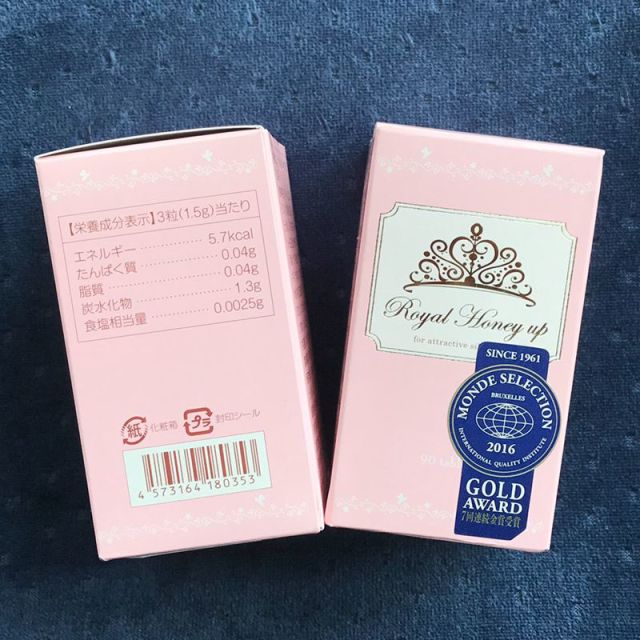 【栄養成分表示】3粒(1.5g)当たり
エネルギー ……………… 5.7kcal
たんぱく質 ……………… 0.04g
脂質 ……………… 0.04g
炭水化物 ……………… 1.3g
食塩相当量 ……………… 0.0025g
紙 化粧箱 プラ 封印シール
4 573164 180353
Royal Honey up
for attractive
90
SINCE 1961
MONDE SELECTION
BRUXELLES
2016
INTERNATIONAL QUALITY INSTITUTE
GOLD
AWARD
7回連続金賞受賞